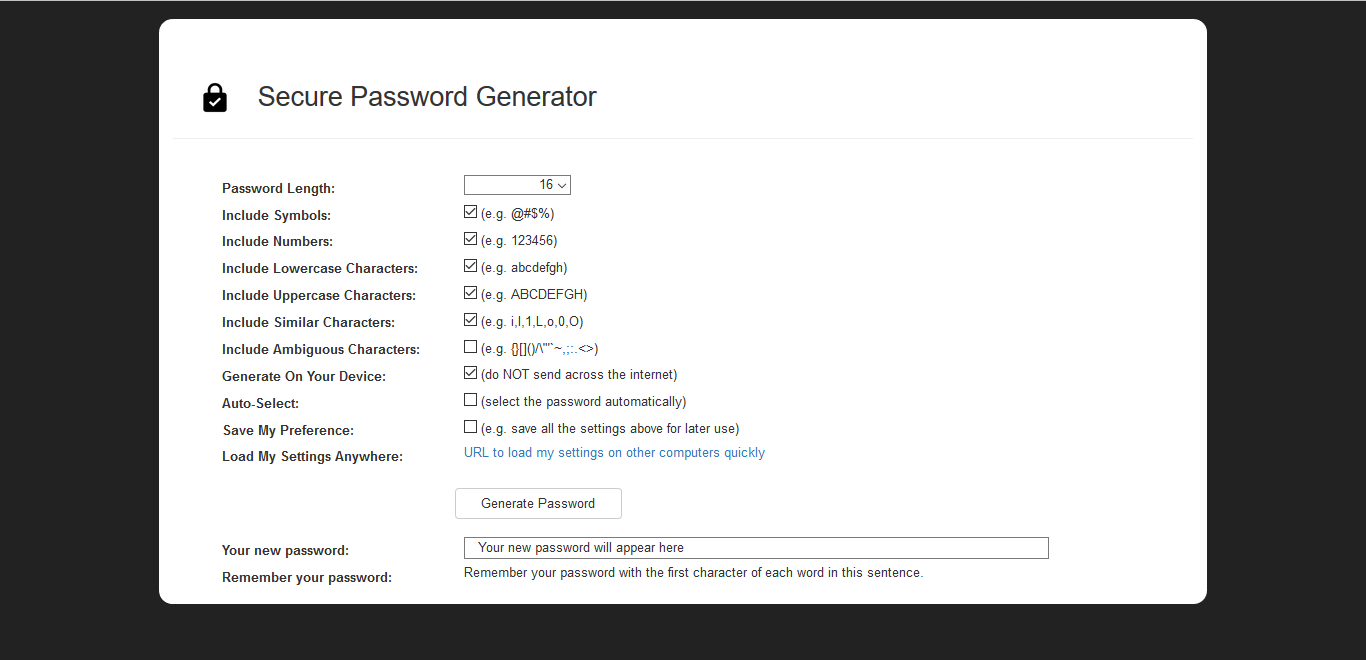 Secure Password Generator
Password Length: 16
Include Symbols: (e.g. @#$%)
Include Numbers: (e.g. 123456)
Include Lowercase Characters: (e.g. abcdefgh)
Include Uppercase Characters: (e.g. ABCDEFGH)
Include Similar Characters: (e.g. i,l,1,L,o,0,O)
Include Ambiguous Characters: (e.g. {}[]()/\'"`~,;:.<>)
Generate On Your Device: (do NOT send across the internet)
Auto-Select: (select the password automatically)
Save My Preference: (e.g. save all the settings above for later use)
Load My Settings Anywhere: URL to load my settings on other computers quickly
Generate Password
Your new password: Your new password will appear here
Remember your password: Remember your password with the first character of each word in this sentence.